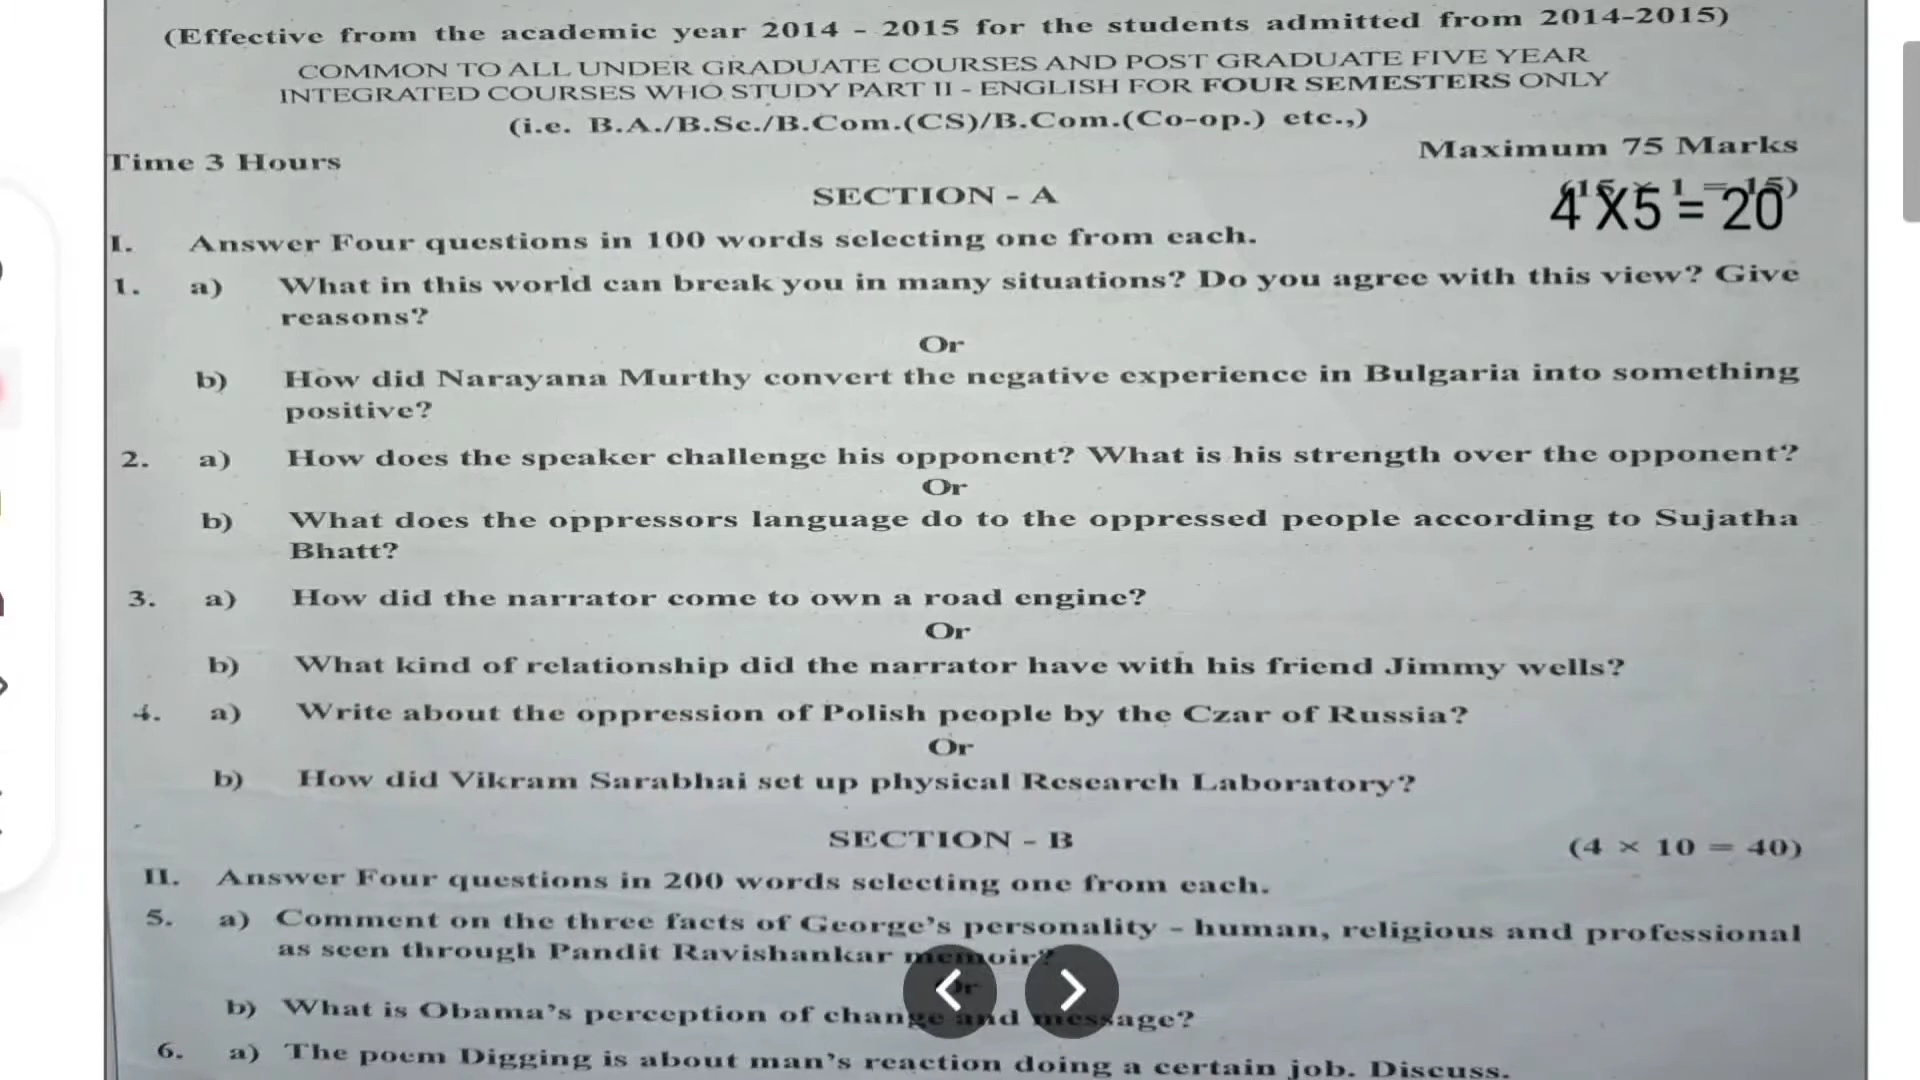 (Effective from the academic year 2014 - 2015 for the students admitted from 2014-2015)
COMMON TO ALL UNDER GRADUATE COURSES AND POST GRADUATE FIVE YEAR
INTEGRATED COURSES WHO STUDY PART II - ENGLISH FOR FOUR SEMESTERS ONLY
(i.e. B.A./B.Sc./B.Com.(CS)/B.Com.(Co-op.) etc.,)
Time 3 Hours Maximum 75 Marks
SECTION - A (15 × 1 = 15)
4 X5 = 20
I. Answer Four questions in 100 words selecting one from each.
1. a) What in this world can break you in many situations? Do you agree with this view? Give
reasons?
Or
b) How did Narayana Murthy convert the negative experience in Bulgaria into something
positive?
2. a) How does the speaker challenge his opponent? What is his strength over the opponent?
Or
b) What does the oppressors language do to the oppressed people according to Sujatha
Bhatt?
3. a) How did the narrator come to own a road engine?
Or
b) What kind of relationship did the narrator have with his friend Jimmy wells?
4. a) Write about the oppression of Polish people by the Czar of Russia?
Or
b) How did Vikram Sarabhai set up physical Research Laboratory?
SECTION - B (4 × 10 = 40)
II. Answer Four questions in 200 words selecting one from each.
5. a) Comment on the three facts of George's personality - human, religious and professional
as seen through Pandit Ravishankar memoir?
Or
b) What is Obama's perception of change and message?
6. a) The poem Digging is about man's reaction doing a certain job. Discuss.